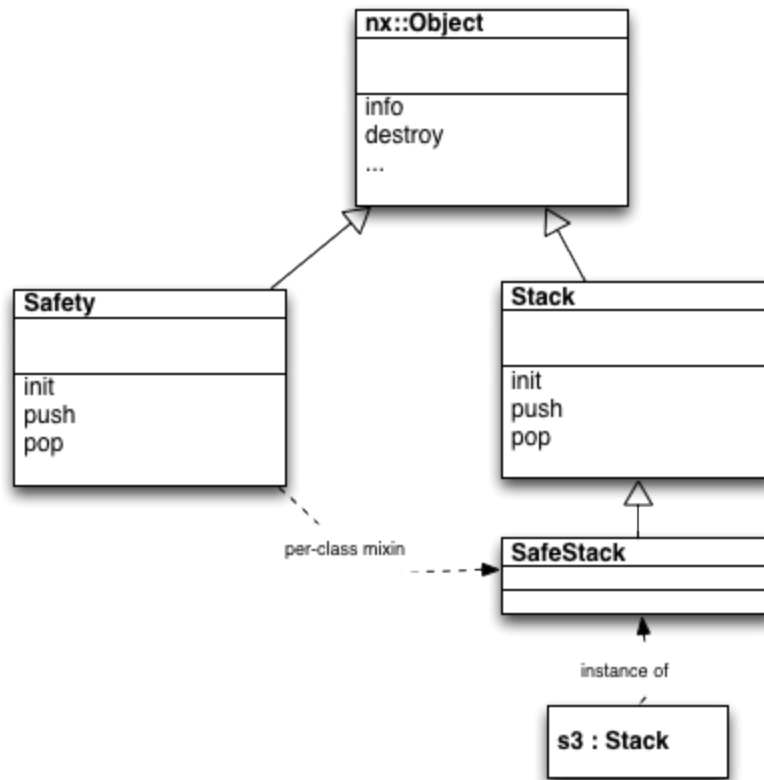 nx::Object
info
destroy
...
Safety
init
push
pop
Stack
init
push
pop
per-class mixin
SafeStack
instance of
s3 : Stack